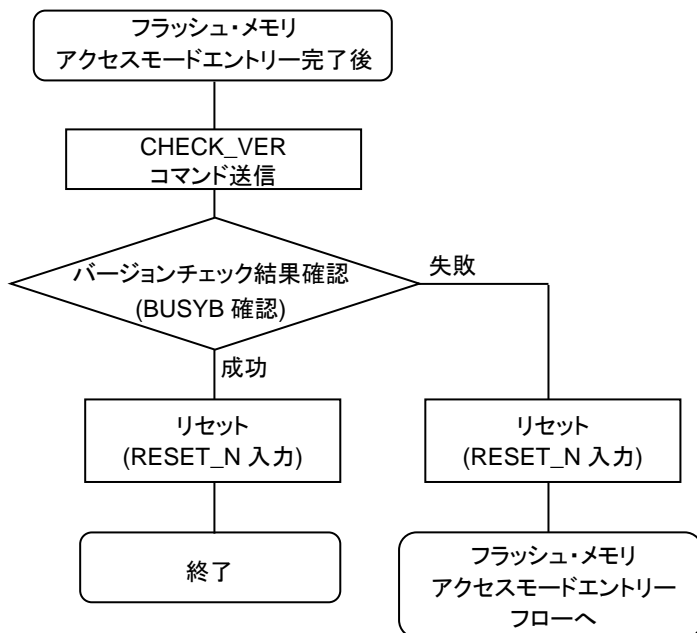 フラッシュ・メモリ
アクセスモードエントリー完了後
CHECK_VER
コマンド送信
バージョンチェック結果確認
(BUSYB 確認)
失敗
成功
リセット
(RESET_N 入力)
リセット
(RESET_N 入力)
終了
フラッシュ・メモリ
アクセスモードエントリー
フローへ